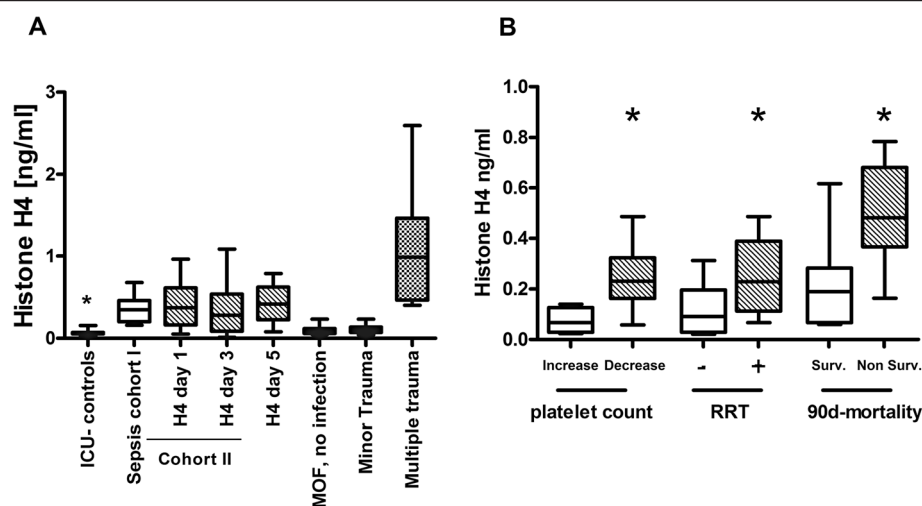 A
Histone H4 [ng/ml]
3
2
1
0
*
ICU- controls
Sepsis cohort I
H4 day 1
H4 day 3
H4 day 5
Cohort II
MOF, no infection
Minor Trauma
Multiple trauma
B
Histone H4 ng/ml
1.0
0.8
0.6
0.4
0.2
0.0
* * *
Increase Decrease - + Surv. Non Surv.
platelet count RRT 90d-mortality